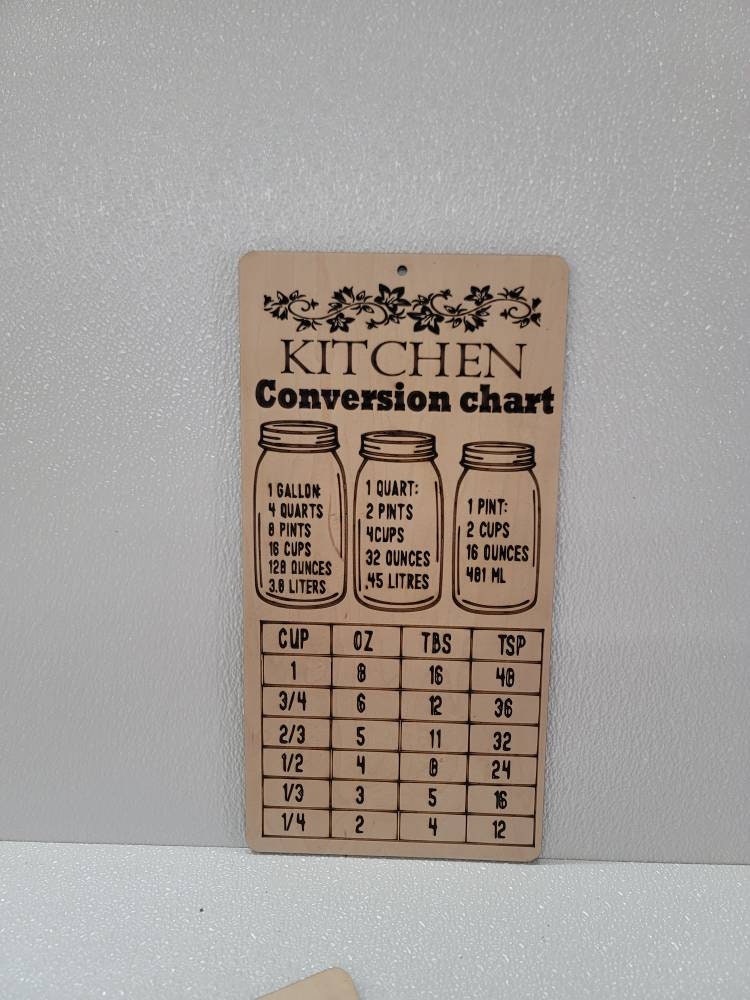 KITCHEN
Conversion chart
1 GALLON:
4 QUARTS
8 PINTS
16 CUPS
128 OUNCES
3.8 LITERS
1 QUART:
2 PINTS
4CUPS
32 OUNCES
.45 LITRES
1 PINT:
2 CUPS
16 OUNCES
481 ML
CUP OZ TBS TSP
1 8 16 48
3/4 6 12 36
2/3 5 11 32
1/2 4 8 24
1/3 3 5 16
1/4 2 4 12